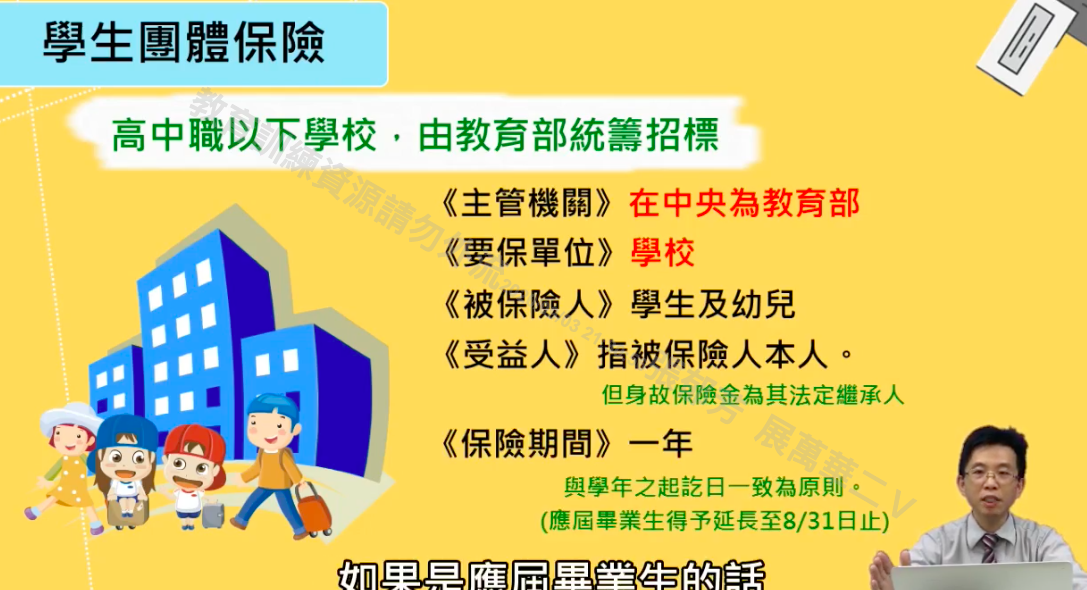 學生團體保險
高中職以下學校，由教育部統籌招標
《主管機關》在中央為教育部
《要保單位》學校
《被保險人》學生及幼兒
《受益人》指被保險人本人。
但身故保險金為其法定繼承人
《保險期間》一年
與學年之起訖日一致為原則。
(應屆畢業生得予延長至8/31日止)
如果是應屆畢業生的話
教育訓練資源請勿外流